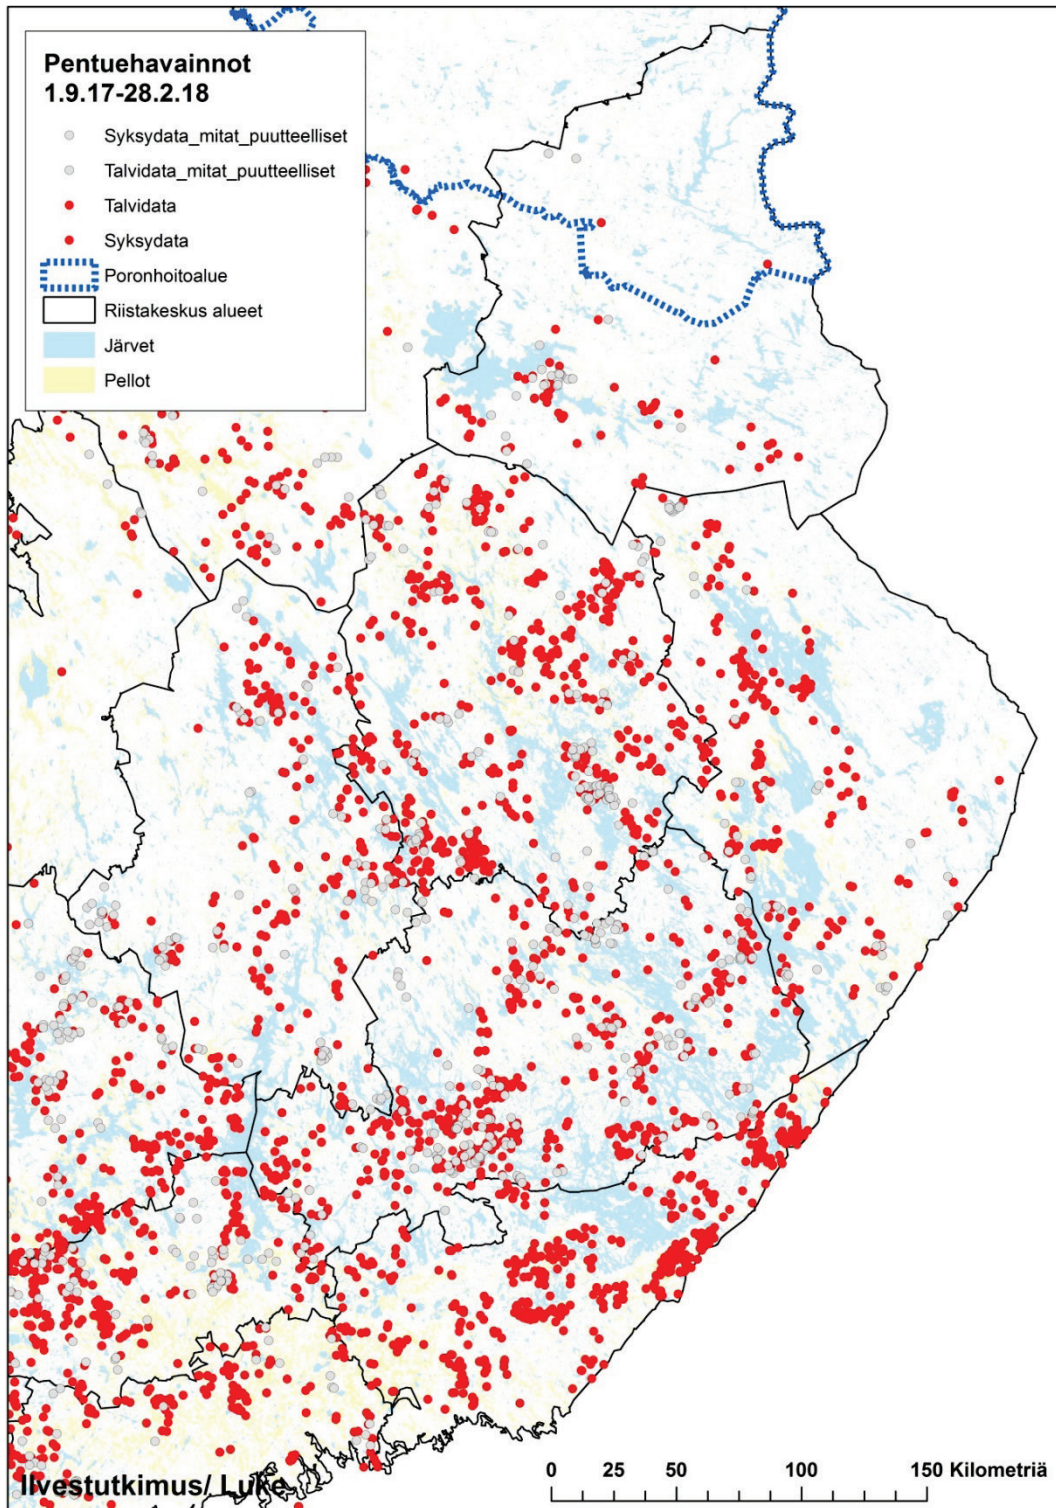 Pentuehavainnot
1.9.17-28.2.18
Syksydata_mitat_puutteelliset
Talvidata_mitat_puutteelliset
Talvidata
Syksydata
Poronhoitoalue
Riistakeskus alueet
Järvet
Pellot
Ilvestutkimus/ Luke
0 25 50 100 150 Kilometriä